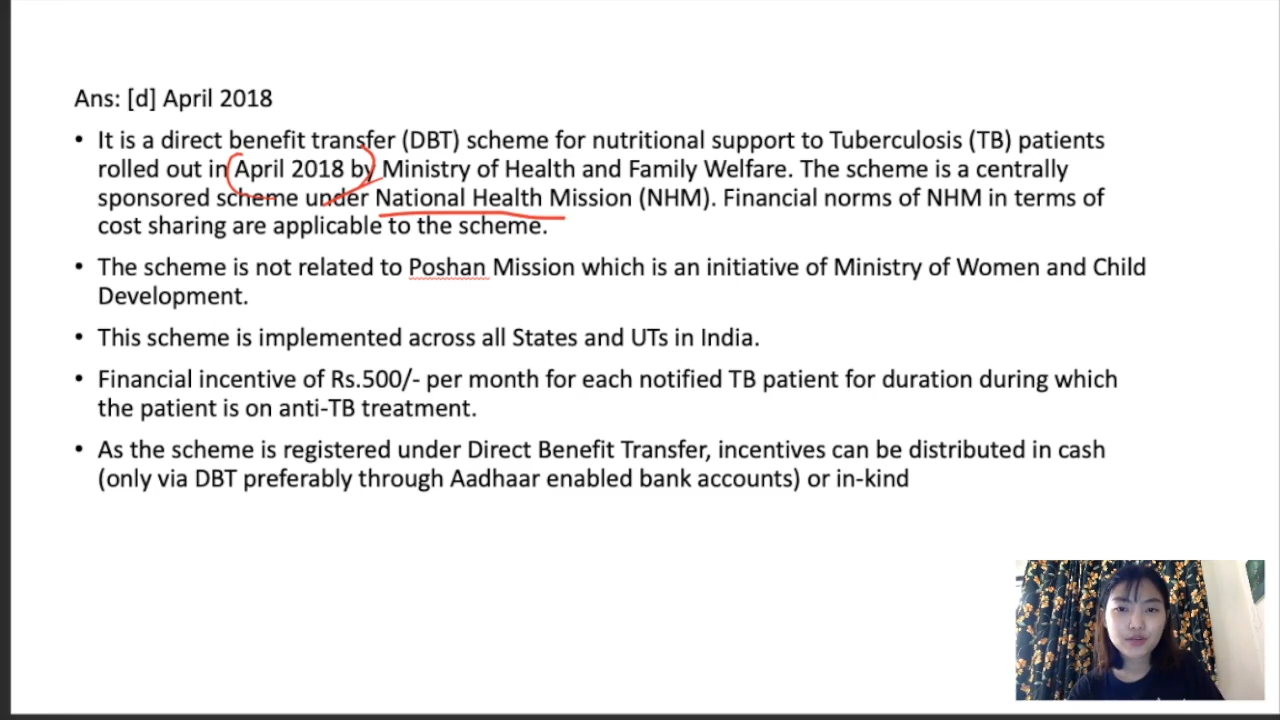 Ans: [d] April 2018
• It is a direct benefit transfer (DBT) scheme for nutritional support to Tuberculosis (TB) patients
rolled out in April 2018 by Ministry of Health and Family Welfare. The scheme is a centrally
sponsored scheme under National Health Mission (NHM). Financial norms of NHM in terms of
cost sharing are applicable to the scheme.
• The scheme is not related to Poshan Mission which is an initiative of Ministry of Women and Child
Development.
• This scheme is implemented across all States and UTs in India.
• Financial incentive of Rs.500/- per month for each notified TB patient for duration during which
the patient is on anti-TB treatment.
• As the scheme is registered under Direct Benefit Transfer, incentives can be distributed in cash
(only via DBT preferably through Aadhaar enabled bank accounts) or in-kind